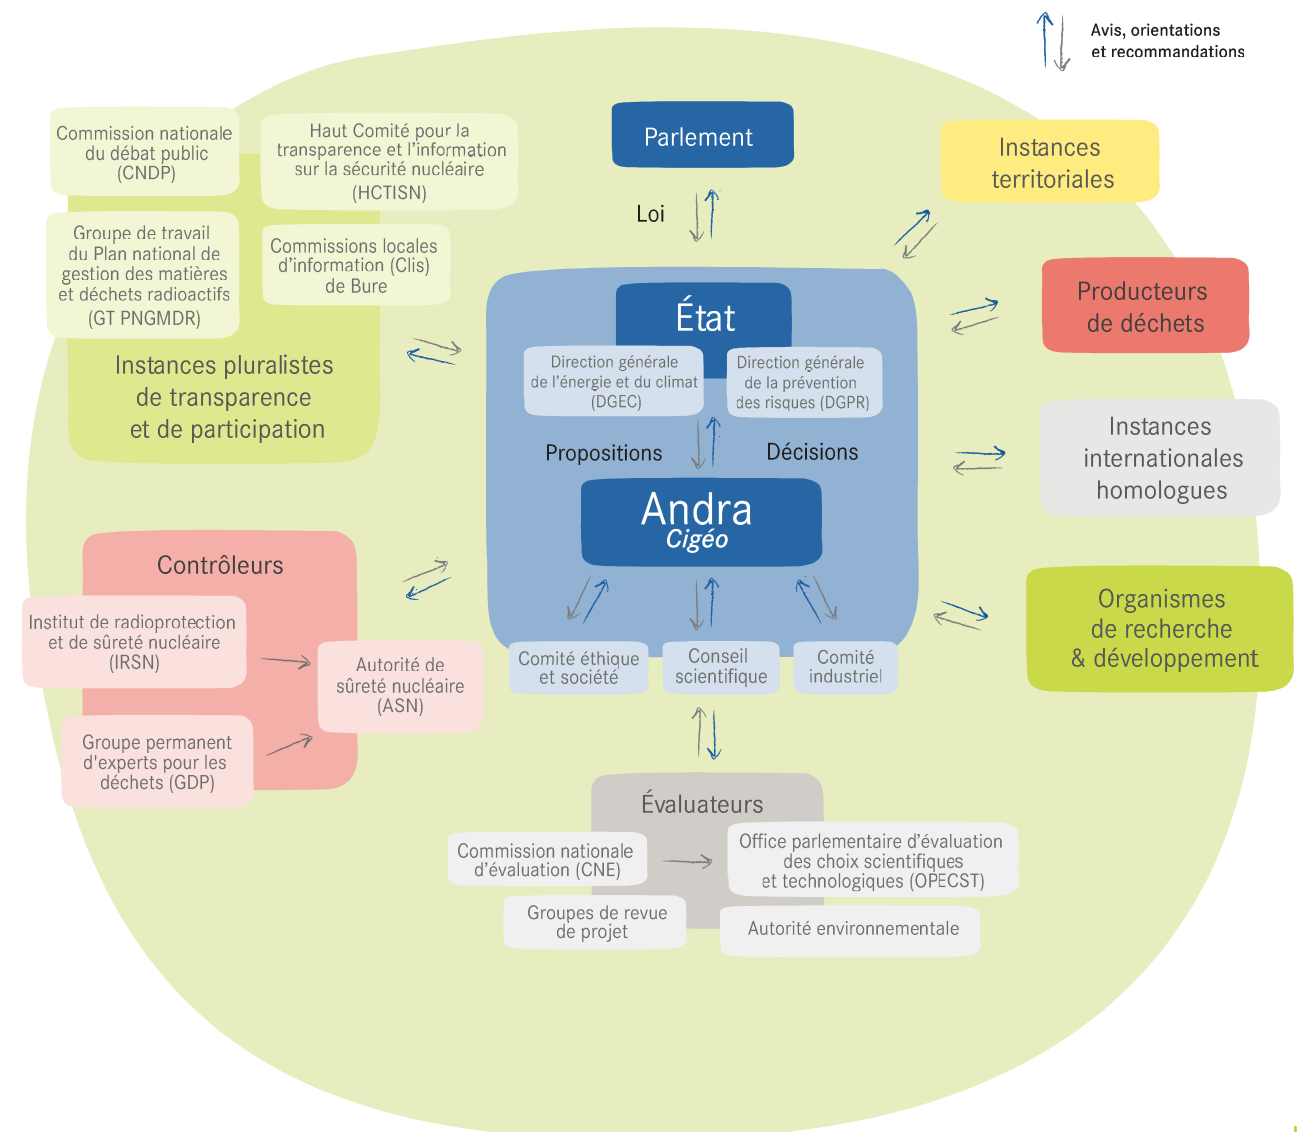 Avis, orientations
et recommandations
Commission nationale
du débat public
(CNDP)
Haut Comité pour la
transparence et l'information
sur la sécurité nucléaire
(HCTISN)
Groupe de travail
du Plan national de
gestion des matières
et déchets radioactifs
(GT PNGMDR)
Commissions locales
d'information (Clis)
de Bure
Instances pluralistes
de transparence
et de participation
Parlement
Loi
Instances
territoriales
État
Direction générale
de l'énergie et du climat
(DGEC)
Direction générale
de la prévention
des risques (DGPR)
Propositions
Décisions
Andra
Cigéo
Producteurs
de déchets
Instances
internationales
homologues
Organismes
de recherche
& développement
Contrôleurs
Institut de radioprotection
et de sûreté nucléaire
(IRSN)
Autorité de
sûreté nucléaire
(ASN)
Groupe permanent
d'experts pour les
déchets (GDP)
Comité éthique
et société
Conseil
scientifique
Comité
industriel
Évaluateurs
Commission nationale
d'évaluation (CNE)
Office parlementaire d'évaluation
des choix scientifiques
et technologiques (OPECST)
Groupes de revue
de projet
Autorité environnementale